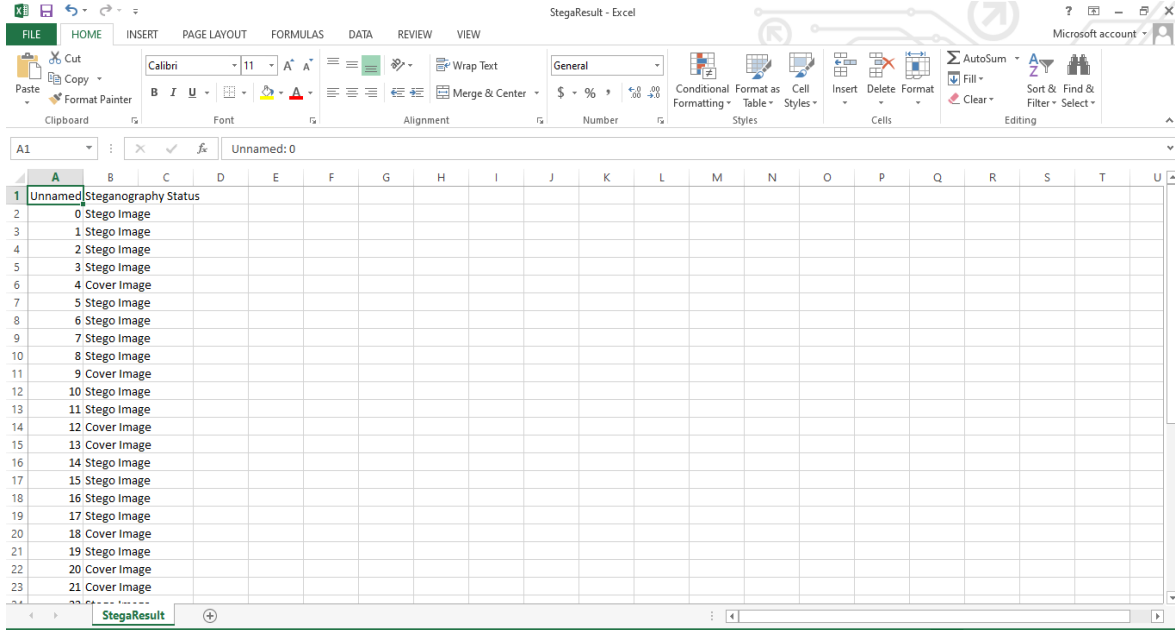 StegaResult - Excel
?
FILE HOME INSERT PAGE LAYOUT FORMULAS DATA REVIEW VIEW
Microsoft account
Paste
Cut
Copy
Format Painter
Clipboard
Calibri 11 A A
B I U A
Font
Wrap Text
Merge & Center
Alignment
General
$ % , .0 .00 .00 .0
Number
Conditional Formatting
Format as Table
Cell Styles
Styles
Insert Delete Format
Cells
AutoSum
Fill
Clear
Sort & Filter
Find & Select
Editing
A1 fx Unnamed: 0
A B C D E F G H I J K L M N O P Q R S T U
1 Unnamed Steganography Status
2 0 Stego Image
3 1 Stego Image
4 2 Stego Image
5 3 Stego Image
6 4 Cover Image
7 5 Stego Image
8 6 Stego Image
9 7 Stego Image
10 8 Stego Image
11 9 Cover Image
12 10 Stego Image
13 11 Stego Image
14 12 Cover Image
15 13 Cover Image
16 14 Stego Image
17 15 Stego Image
18 16 Stego Image
19 17 Stego Image
20 18 Cover Image
21 19 Stego Image
22 20 Cover Image
23 21 Cover Image
StegaResult